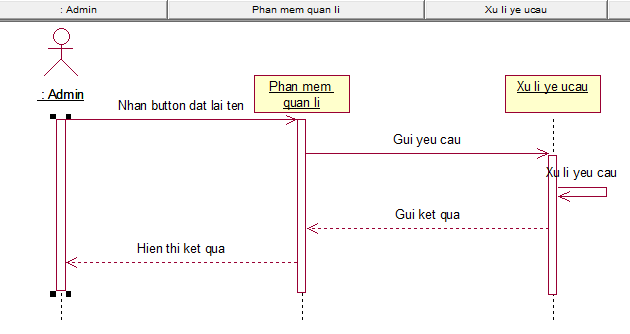 : Admin
Phan mem quan li
Xu li ye ucau
: Admin
Phan mem
quan li
Xu li ye ucau
Nhan button dat lai ten
Gui yeu cau
Xu li yeu cau
Gui ket qua
Hien thi ket qua